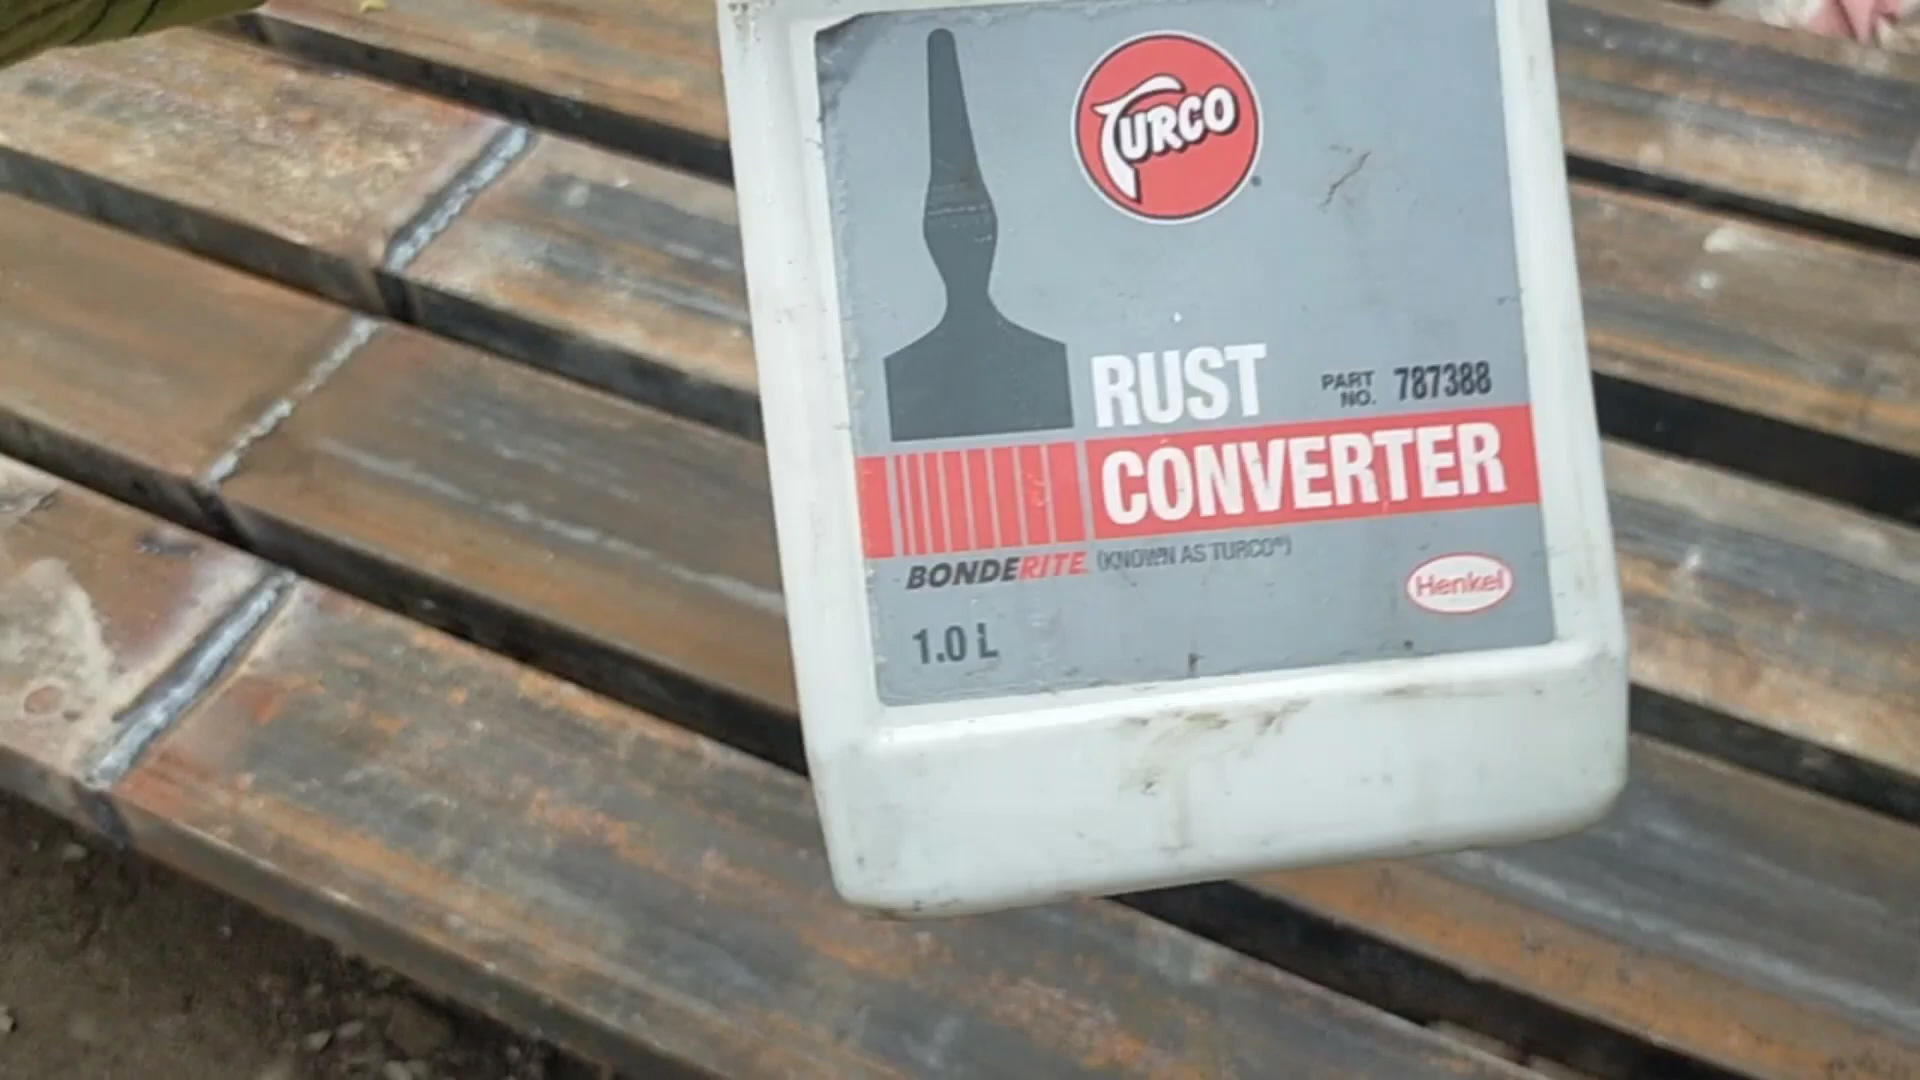 TURCO
RUST
PART NO. 787388
CONVERTER
BONDERITE (KNOWN AS TURCO®)
Henkel
1.0 L